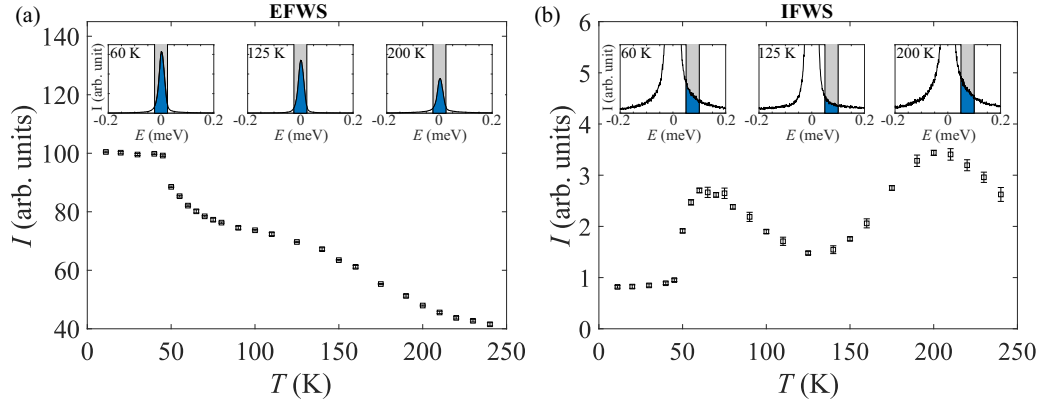 (a)
EFWS
I (arb. units)
140
120
100
80
60
40
0
50
100
150
200
250
T (K)
I (arb. unit)
60 K
-0.2
0
0.2
E (meV)
125 K
-0.2
0
0.2
E (meV)
200 K
-0.2
0
0.2
E (meV)
(b)
IFWS
I (arb. units)
6
5
4
3
2
1
0
0
50
100
150
200
250
T (K)
I (arb. unit)
60 K
-0.2
0
0.2
E (meV)
125 K
-0.2
0
0.2
E (meV)
200 K
-0.2
0
0.2
E (meV)